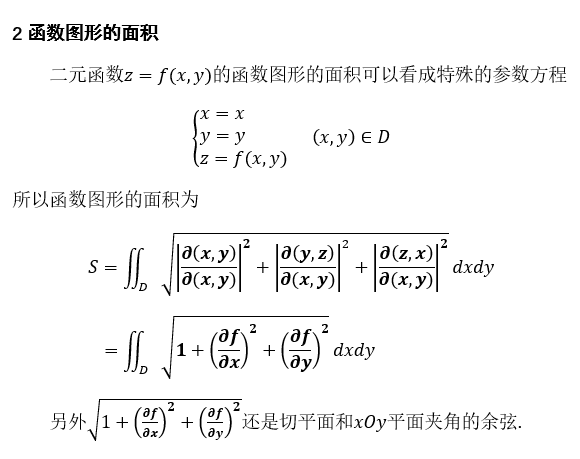 2 函数图形的面积
二元函数z = f(x, y)的函数图形的面积可以看成特殊的参数方程
{x = x
y = y (x, y) ∈ D
z = f(x, y)
所以函数图形的面积为
S = ∬_D √(|∂(x, y)/∂(x, y)|² + |∂(y, z)/∂(x, y)|² + |∂(z, x)/∂(x, y)|²) dxdy
= ∬_D √(1 + (∂f/∂x)² + (∂f/∂y)²) dxdy
另外√(1 + (∂f/∂x)² + (∂f/∂y)²)还是切平面和xOy平面夹角的余弦.